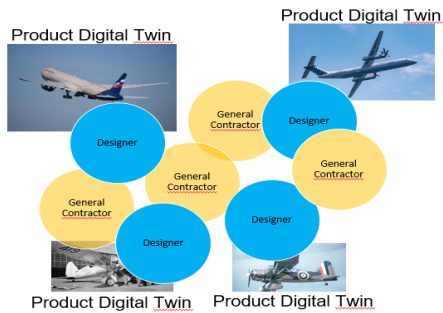 Product Digital Twin
Product Digital Twin
General
Contractor
Designer
Designer
General
Contractor
General
Contractor
General
Contractor
Designer
Designer
Product Digital Twin
Product Digital Twin